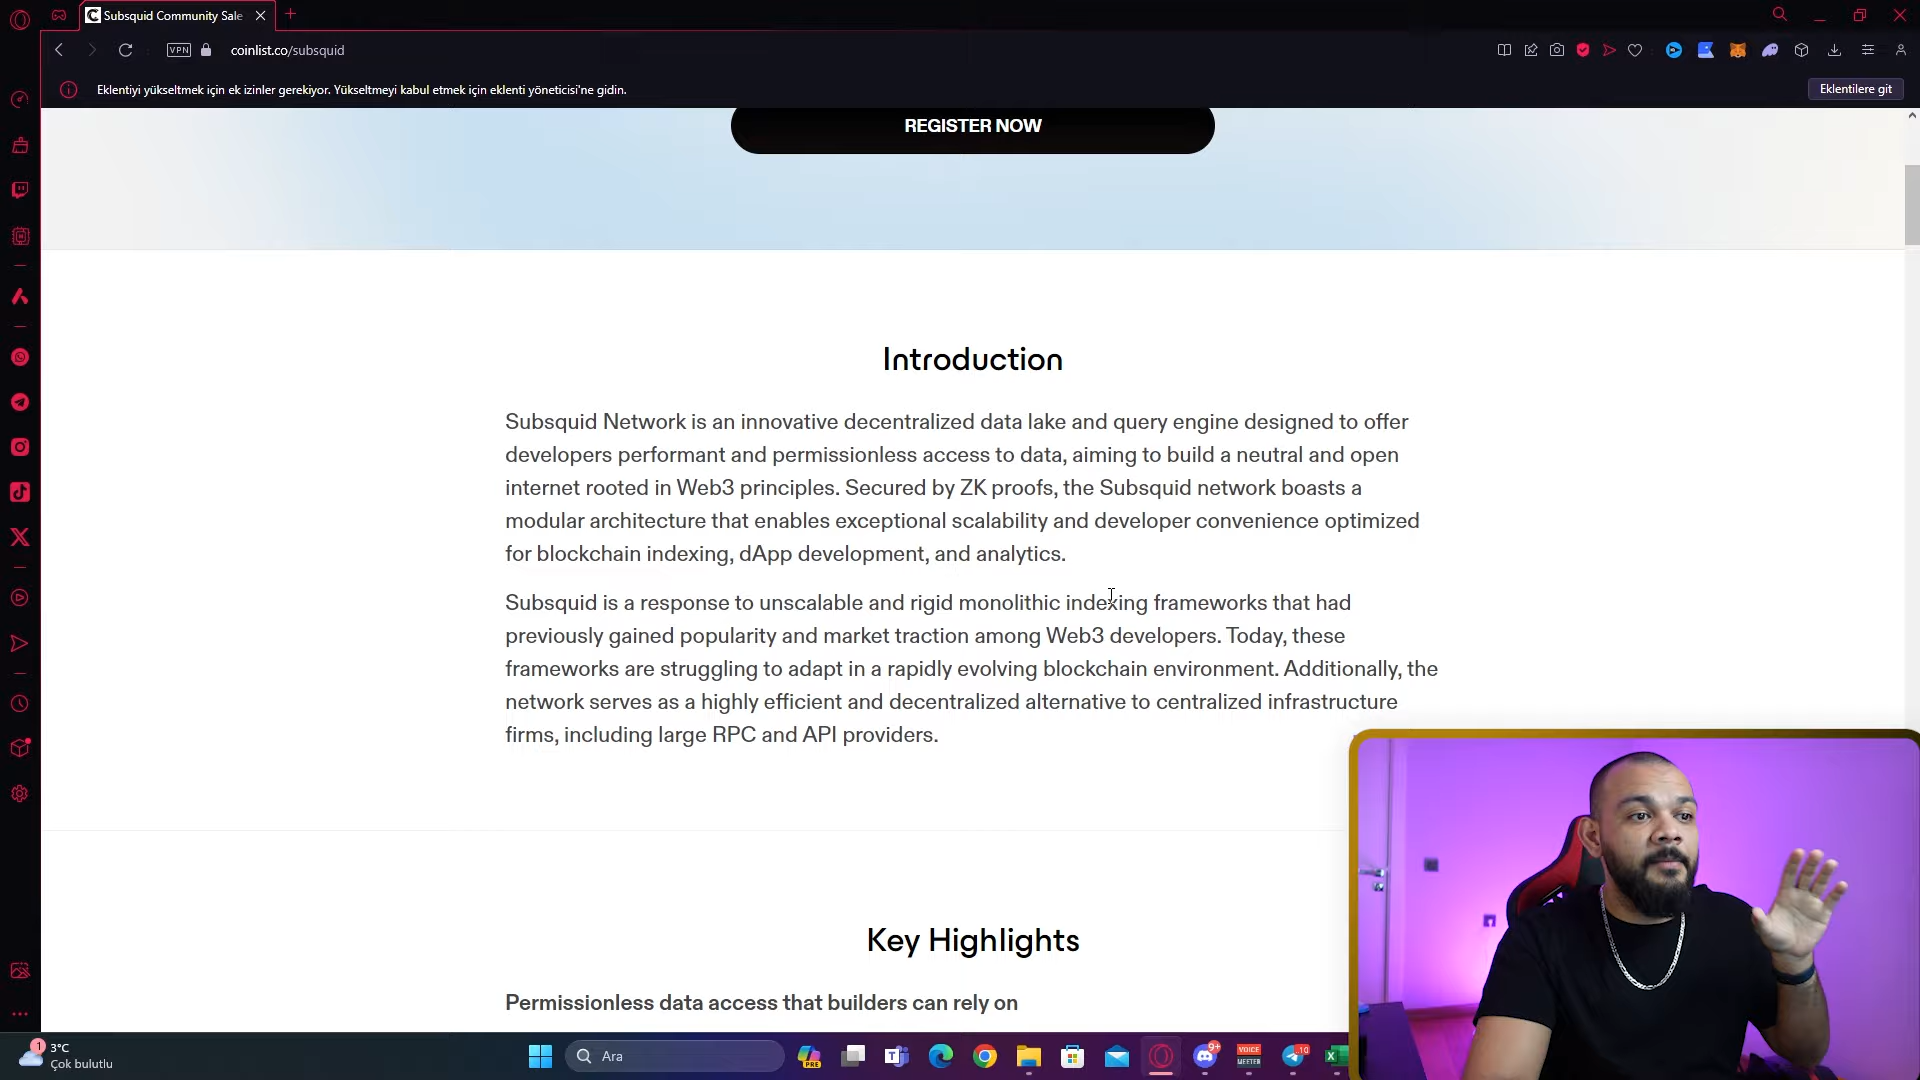 Subsquid Community Sale
VPN
coinlist.co/subsquid
Eklentiyi yükseltmek için ek izinler gerekiyor. Yükseltmeyi kabul etmek için eklenti yöneticisi'ne gidin.
Eklentilere git
REGISTER NOW
Introduction
Subsquid Network is an innovative decentralized data lake and query engine designed to offer
developers performant and permissionless access to data, aiming to build a neutral and open
internet rooted in Web3 principles. Secured by ZK proofs, the Subsquid network boasts a
modular architecture that enables exceptional scalability and developer convenience optimized
for blockchain indexing, dApp development, and analytics.
Subsquid is a response to unscalable and rigid monolithic indexing frameworks that had
previously gained popularity and market traction among Web3 developers. Today, these
frameworks are struggling to adapt in a rapidly evolving blockchain environment. Additionally, the
network serves as a highly efficient and decentralized alternative to centralized infrastructure
firms, including large RPC and API providers.
Key Highlights
Permissionless data access that builders can rely on
1
3°C
Çok bulutlu
Ara
PRE
9+
VOICE
MEETER
10